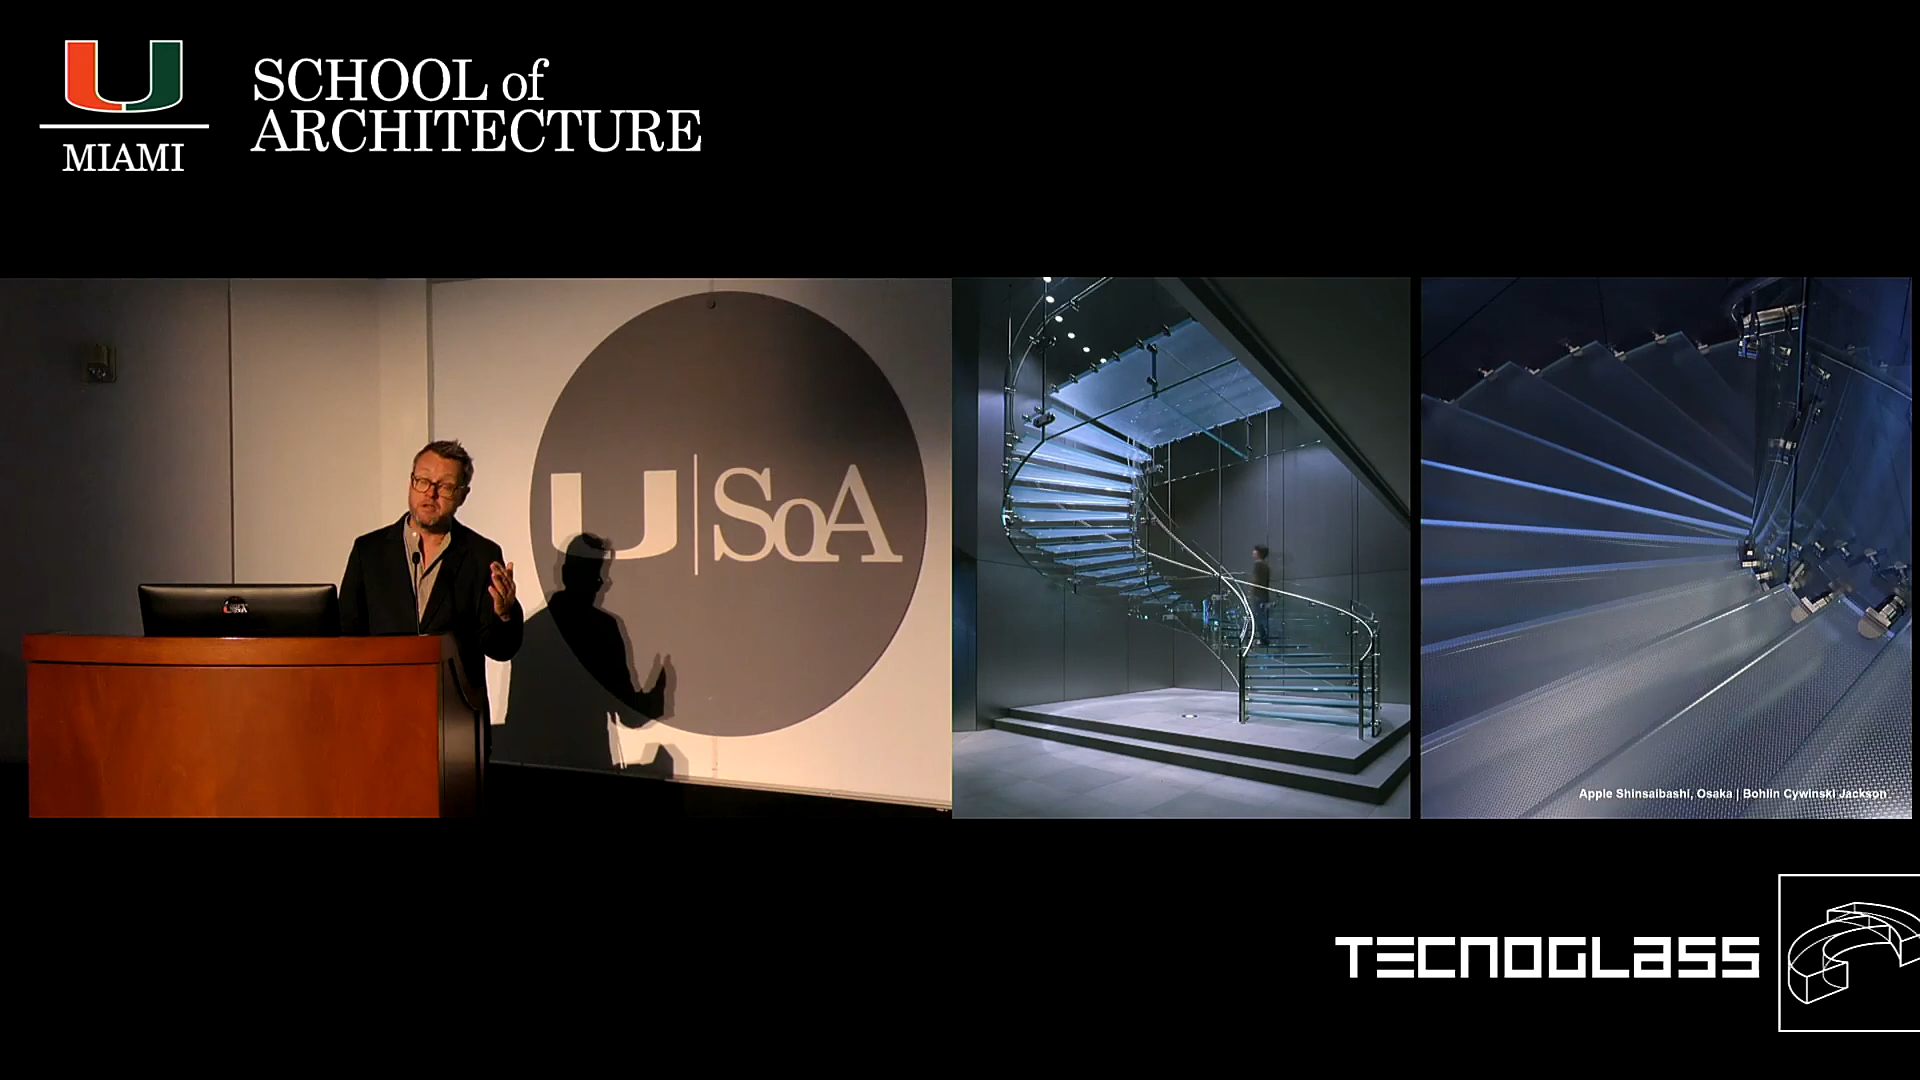 MIAMI
SCHOOL of
ARCHITECTURE
U SoA
Apple Shinsaibashi, Osaka | Bohlin Cywinski Jackson
TECNOGLASS